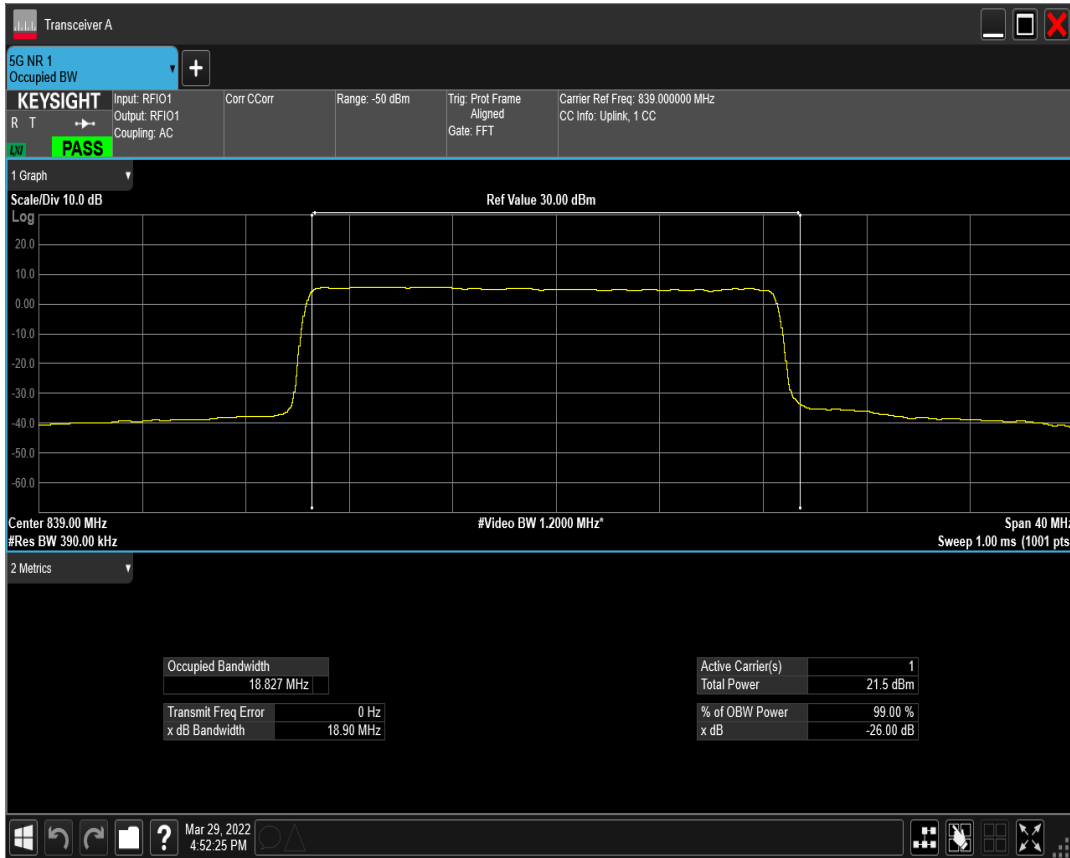 Transceiver A
5G NR 1
Occupied BW
KEYSIGHT
R T
LXI
PASS
Input: RFIO1
Output: RFIO1
Coupling: AC
Corr CCorr
Range: -50 dBm
Trig: Prot Frame
Aligned
Gate: FFT
Carrier Ref Freq: 839.000000 MHz
CC Info: Uplink, 1 CC
1 Graph
Scale/Div 10.0 dB
Ref Value 30.00 dBm
Log
20.0
10.0
0.00
-10.0
-20.0
-30.0
-40.0
-50.0
-60.0
Center 839.00 MHz
#Video BW 1.2000 MHz*
Span 40 MHz
#Res BW 390.00 kHz
Sweep 1.00 ms (1001 pts
2 Metrics
Occupied Bandwidth
18.827 MHz
Transmit Freq Error 0 Hz
x dB Bandwidth 18.90 MHz
Active Carrier(s) 1
Total Power 21.5 dBm
% of OBW Power 99.00 %
x dB -26.00 dB
?
Mar 29, 2022
4:52:25 PM